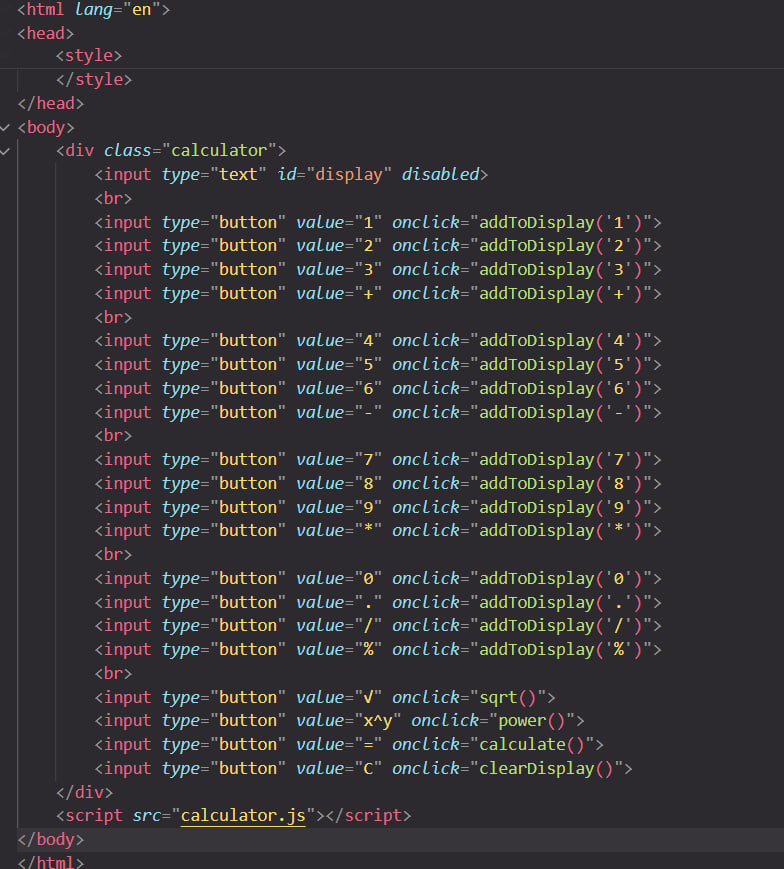 <html lang="en">
<head>
    <style>
    </style>
</head>
<body>
    <div class="calculator">
        <input type="text" id="display" disabled>
        <br>
        <input type="button" value="1" onclick="addToDisplay('1')">
        <input type="button" value="2" onclick="addToDisplay('2')">
        <input type="button" value="3" onclick="addToDisplay('3')">
        <input type="button" value="+" onclick="addToDisplay('+')">
        <br>
        <input type="button" value="4" onclick="addToDisplay('4')">
        <input type="button" value="5" onclick="addToDisplay('5')">
        <input type="button" value="6" onclick="addToDisplay('6')">
        <input type="button" value="-" onclick="addToDisplay('-')">
        <br>
        <input type="button" value="7" onclick="addToDisplay('7')">
        <input type="button" value="8" onclick="addToDisplay('8')">
        <input type="button" value="9" onclick="addToDisplay('9')">
        <input type="button" value="*" onclick="addToDisplay('*')">
        <br>
        <input type="button" value="0" onclick="addToDisplay('0')">
        <input type="button" value="." onclick="addToDisplay('.')">
        <input type="button" value="/" onclick="addToDisplay('/')">
        <input type="button" value="%" onclick="addToDisplay('%')">
        <br>
        <input type="button" value="√" onclick="sqrt()">
        <input type="button" value="x^y" onclick="power()">
        <input type="button" value="=" onclick="calculate()">
        <input type="button" value="C" onclick="clearDisplay()">
    </div>
    <script src="calculator.js"></script>
</body>
</html>